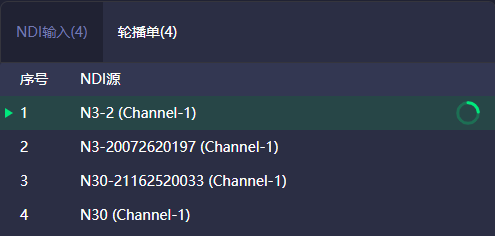 NDI输入(4) 轮播单(4)
序号 NDI源
1 N3-2 (Channel-1)
2 N3-20072620197 (Channel-1)
3 N30-21162520033 (Channel-1)
4 N30 (Channel-1)